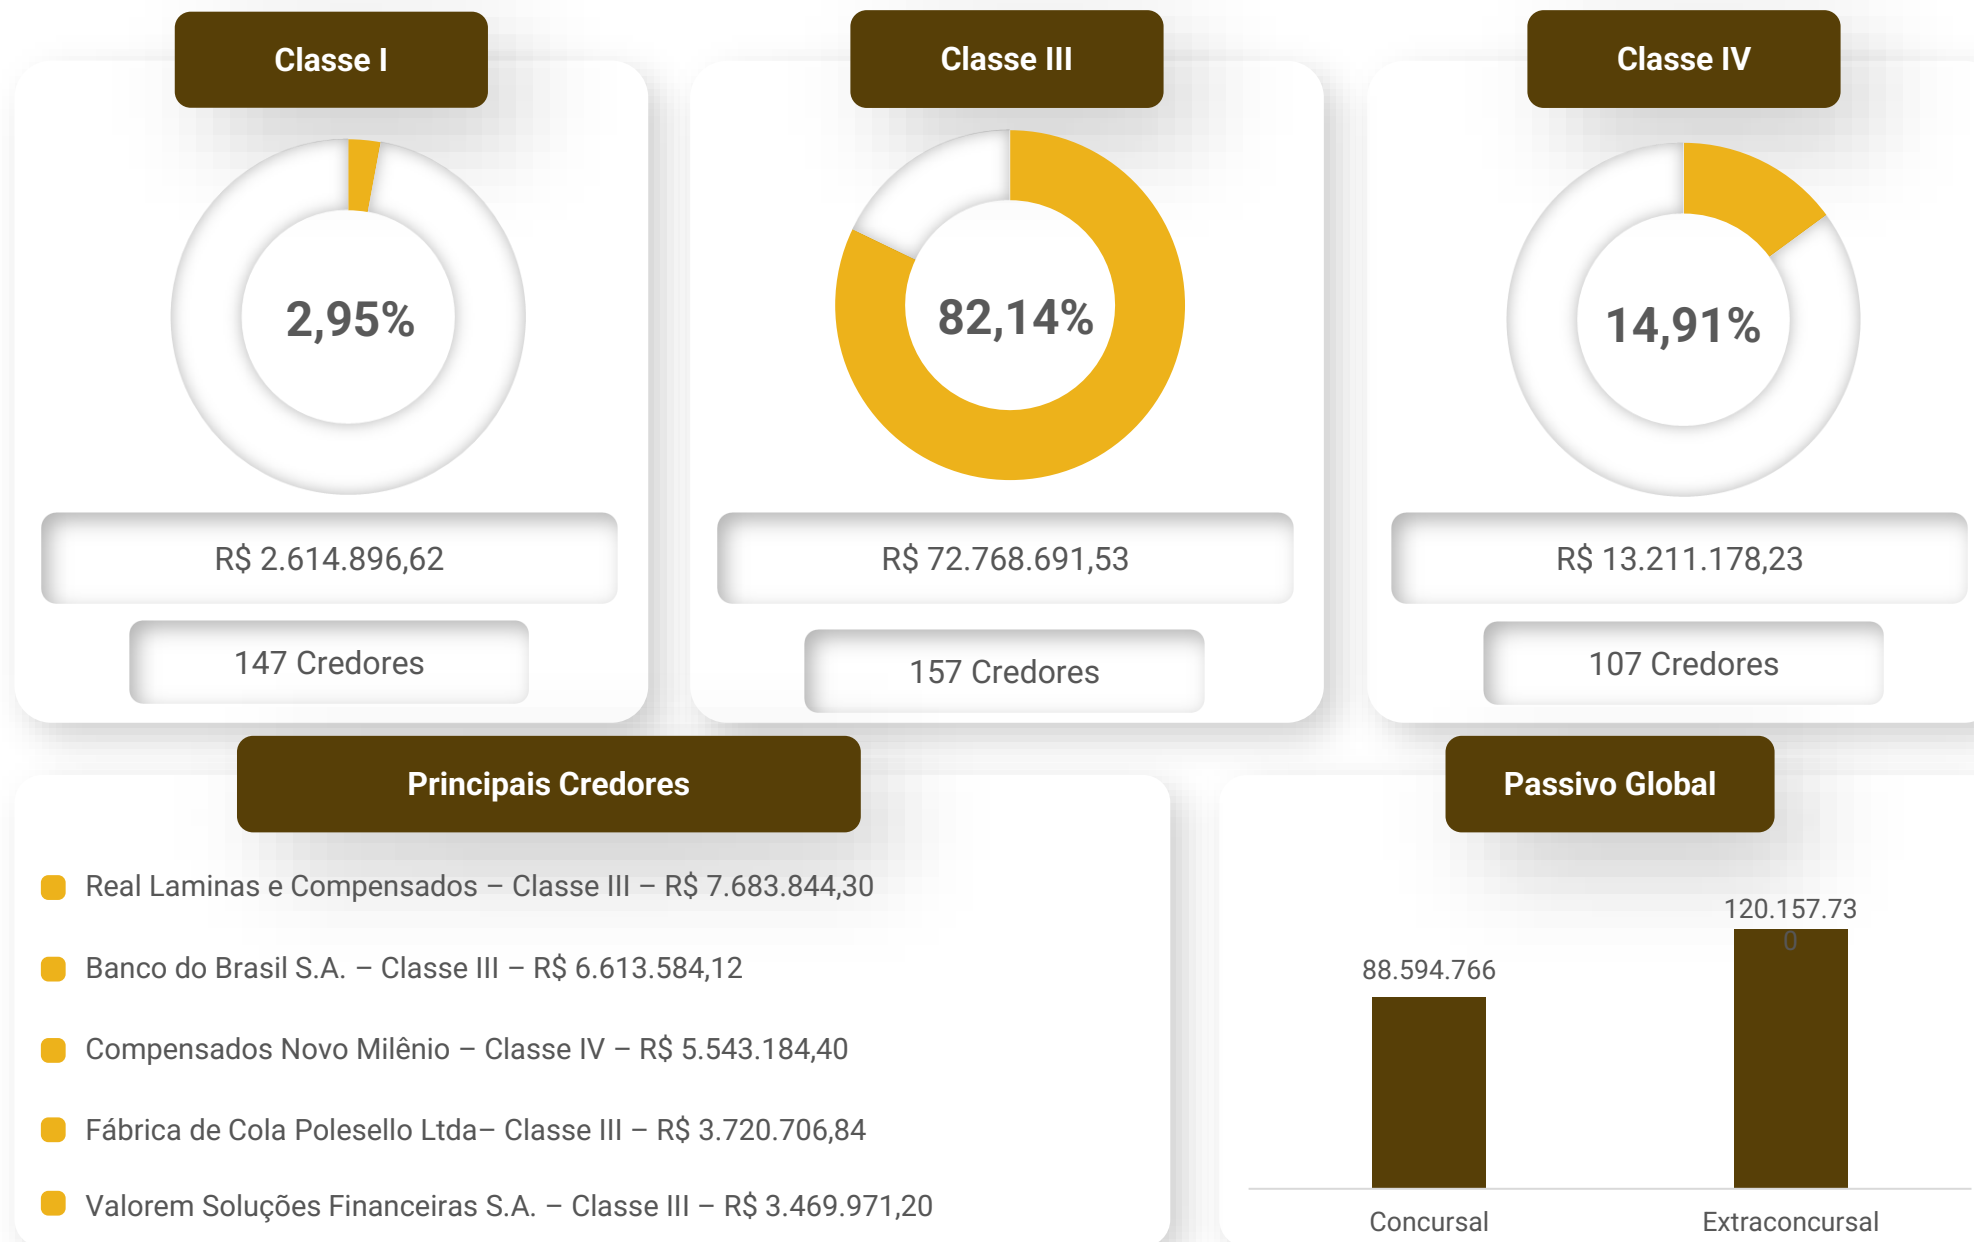 Classe I
2,95%
R$ 2.614.896,62
147 Credores
Classe III
82,14%
R$ 72.768.691,53
157 Credores
Classe IV
14,91%
R$ 13.211.178,23
107 Credores
Principais Credores
Real Laminas e Compensados – Classe III – R$ 7.683.844,30
Banco do Brasil S.A. – Classe III – R$ 6.613.584,12
Compensados Novo Milênio – Classe IV – R$ 5.543.184,40
Fábrica de Cola Polesello Ltda– Classe III – R$ 3.720.706,84
Valorem Soluções Financeiras S.A. – Classe III – R$ 3.469.971,20
Passivo Global
88.594.766
120.157.73
0
Concursal
Extraconcursal